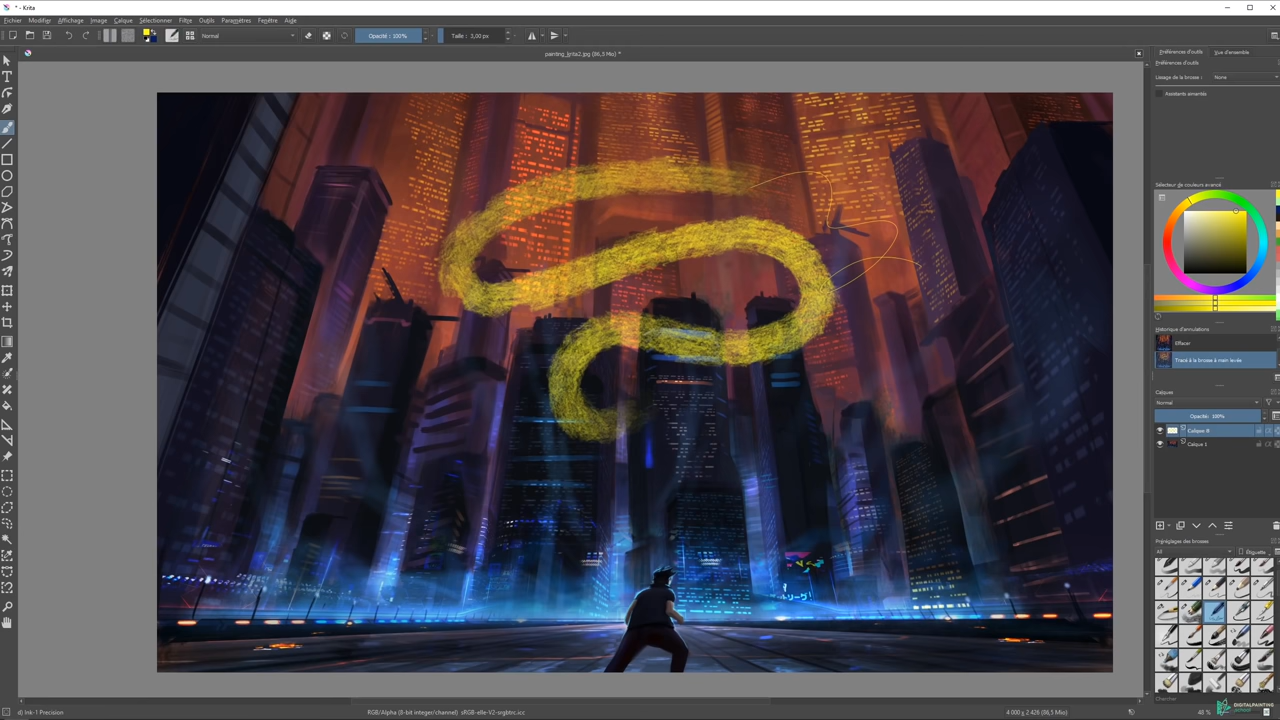 * - Krita
Fichier Modifier Affichage Image Calque Sélectionner Filtre Outils Paramètres Fenêtre Aide
Normal Opacité : 100% Taille : 3,00 px
painting_krita2.jpg (86,5 Mio) *
Préférences d'outils Vue d'ensemble
Préférences d'outils
Lissage de la brosse : None
Assistants aimantés
Sélecteur de couleurs avancé
Historique d'annulations
Effacer
Tracé à la brosse à main levée
Calques
Normal
Opacité: 100%
Calque 8
Calque 1
Préréglages des brosses
All Étiquette
Chercher
d) Ink-1 Precision RGB/Alpha (8-bit integer/channel) sRGB-elle-V2-srgbtrc.icc 4 000 x 2 426 (86,5 Mio) 48 %
DIGITALPAINTING